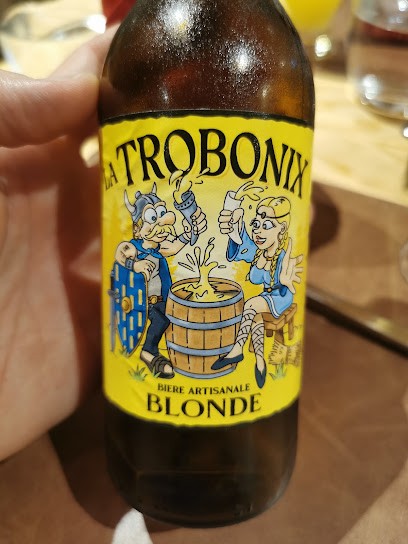 LA TROBONIX
BIERE ARTISANALE
BLONDE